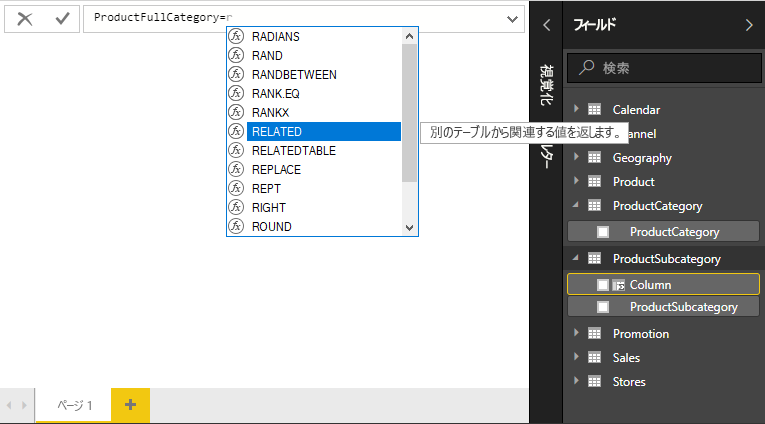 ProductFullCategory=r
RADIANS
RAND
RANDBETWEEN
RANK.EQ
RANKX
RELATED
RELATEDTABLE
REPLACE
REPT
RIGHT
ROUND
別のテーブルから関連する値を返します。
ページ 1
視覚化
ルター
フィールド
検索
Calendar
hannel
Geography
Product
ProductCategory
ProductCategory
ProductSubcategory
Column
ProductSubcategory
Promotion
Sales
Stores